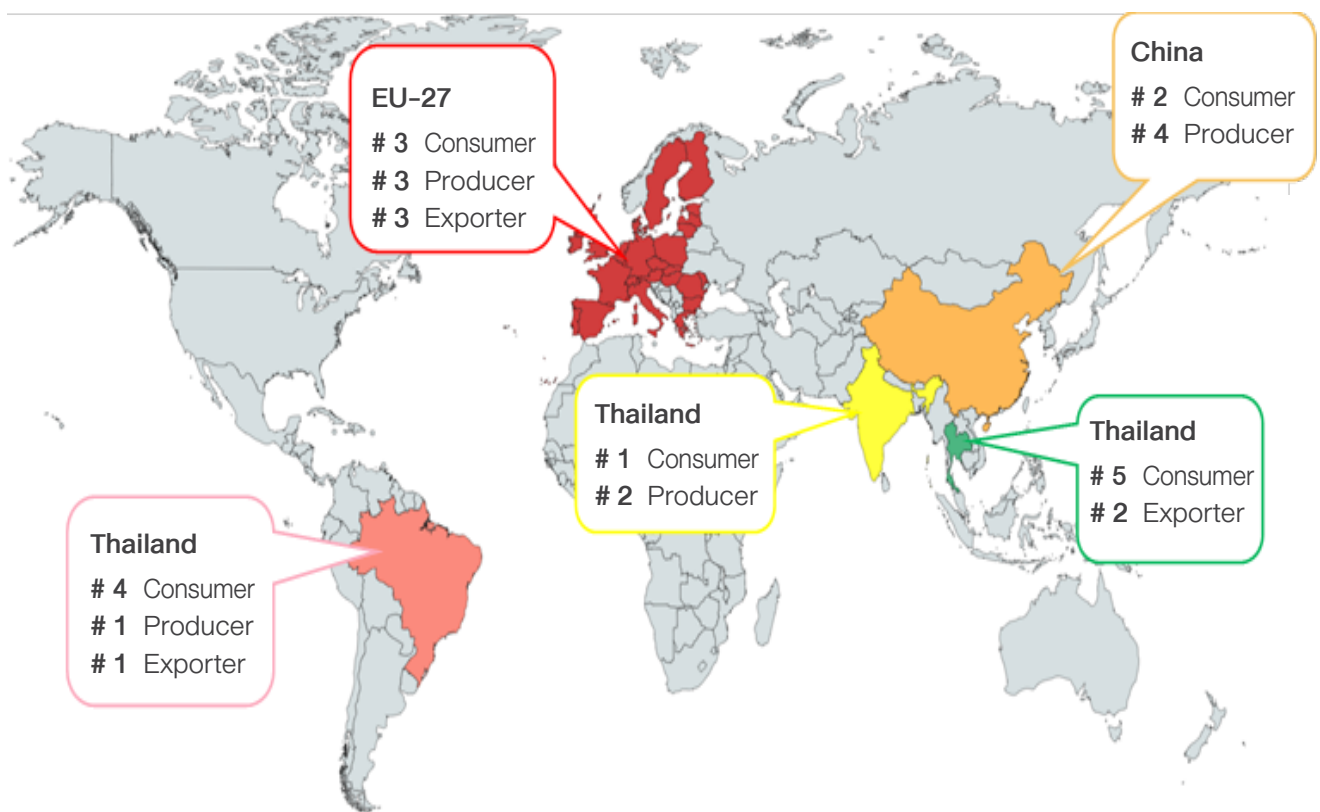 EU-27
# 3 Consumer
# 3 Producer
# 3 Exporter
China
# 2 Consumer
# 4 Producer
Thailand
# 1 Consumer
# 2 Producer
Thailand
# 5 Consumer
# 2 Exporter
Thailand
# 4 Consumer
# 1 Producer
# 1 Exporter